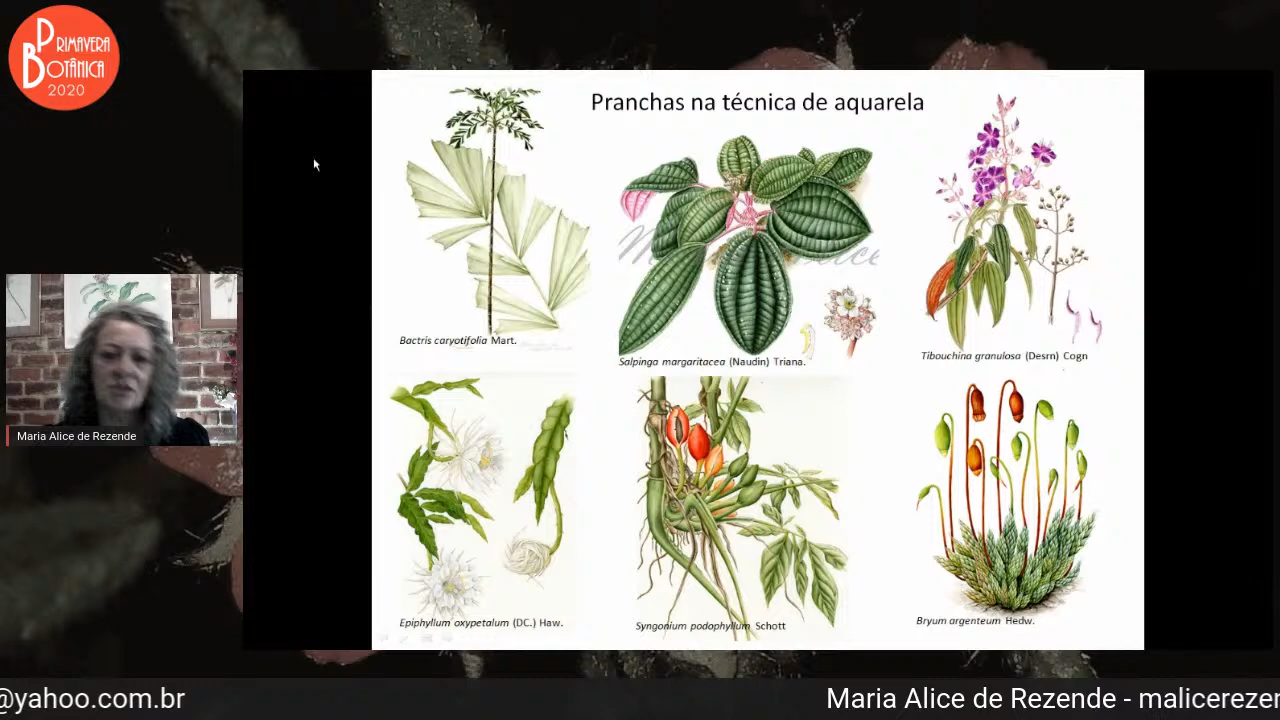 PRIMAVERA
BOTÂNICA
2020
Pranchas na técnica de aquarela
Bactris caryotifolia Mart.
Salpinga margaritacea (Naudin) Triana.
Tibouchina granulosa (Desrn) Cogn
Maria Alice de Rezende
Epiphyllum oxypetalum (DC.) Haw.
Syngonium podophyllum Schott
Bryum argenteum Hedw.
@yahoo.com.br
Maria Alice de Rezende - malicerezen